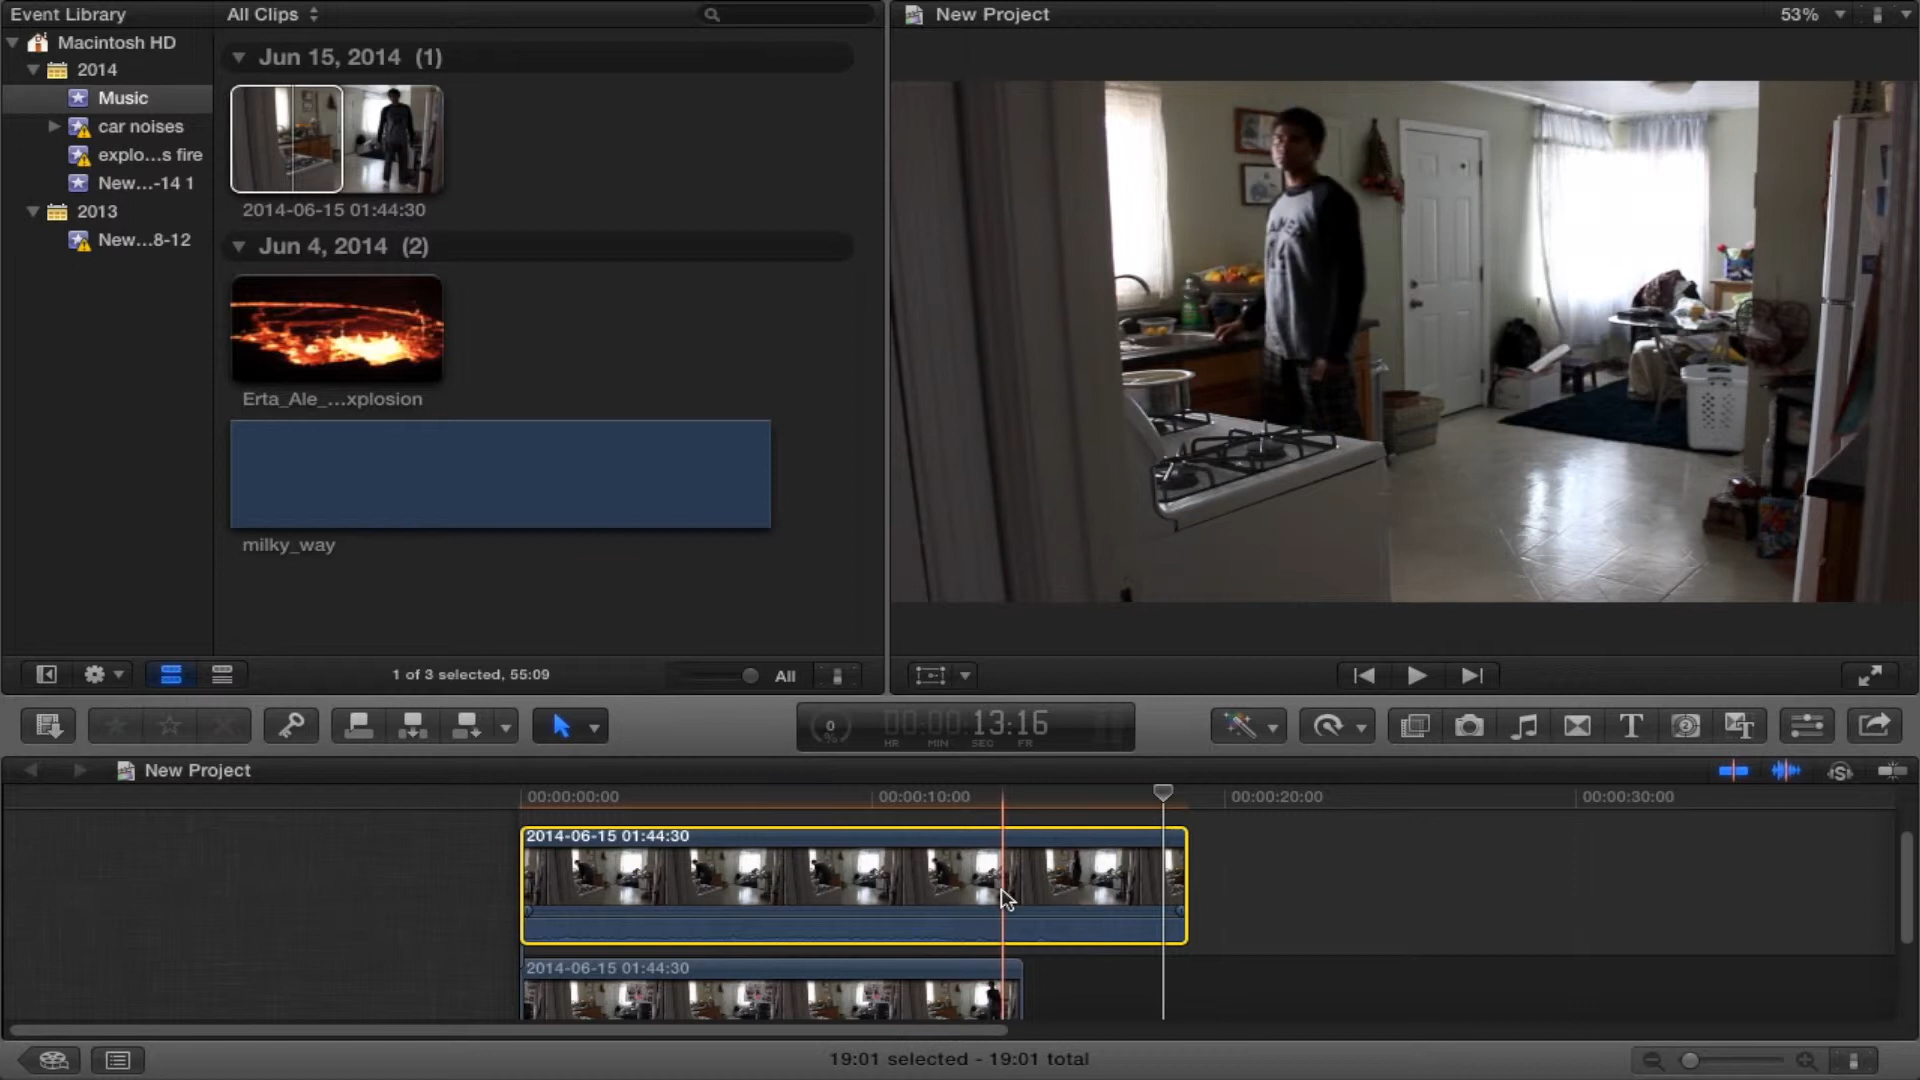 Event Library
All Clips
New Project
53%
Macintosh HD
2014
Music
car noises
explo...s fire
New...-14 1
2013
New...8-12
Jun 15, 2014 (1)
2014-06-15 01:44:30
Jun 4, 2014 (2)
Erta_Ale_...xplosion
milky_way
1 of 3 selected, 55:09
All
0
%
00:00:13:16
HR MIN SEC FR
New Project
00:00:00:00
00:00:10:00
00:00:20:00
00:00:30:00
2014-06-15 01:44:30
2014-06-15 01:44:30
19:01 selected - 19:01 total